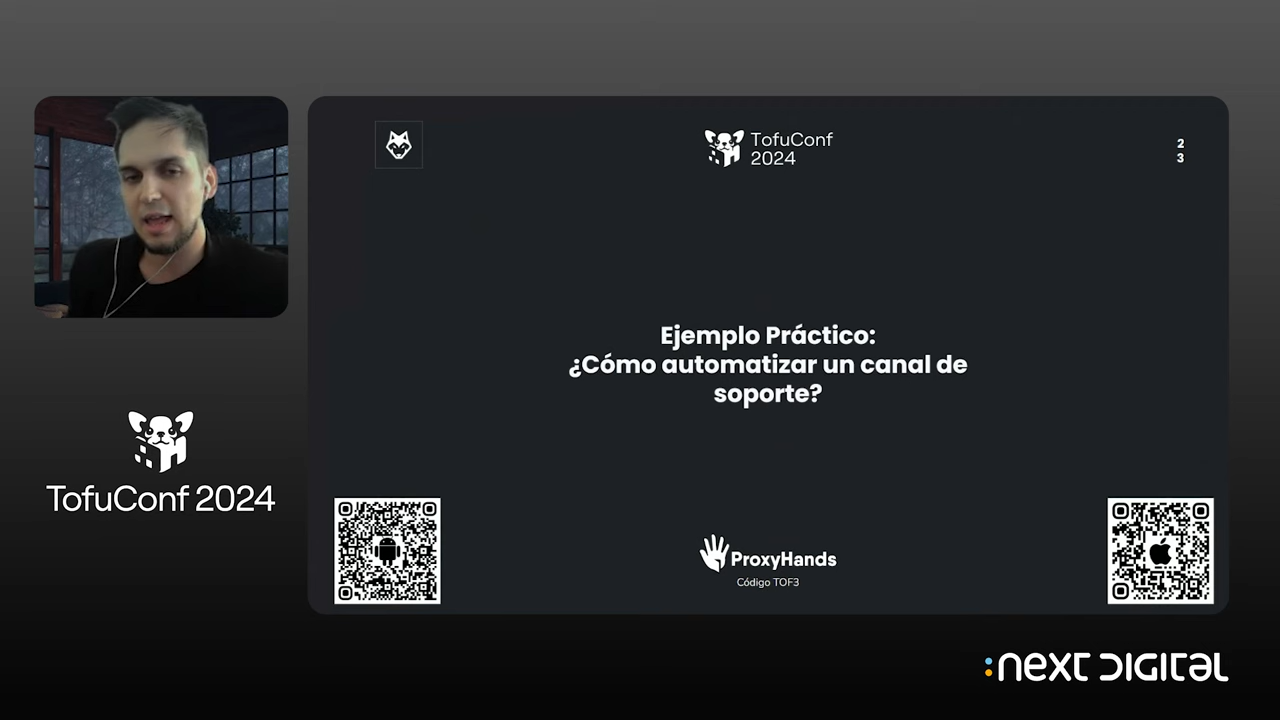 TofuConf
2024
2
3
Ejemplo Práctico:
¿Cómo automatizar un canal de
soporte?
TofuConf 2024
ProxyHands
Código TOF3
:NEXT DIGITAL